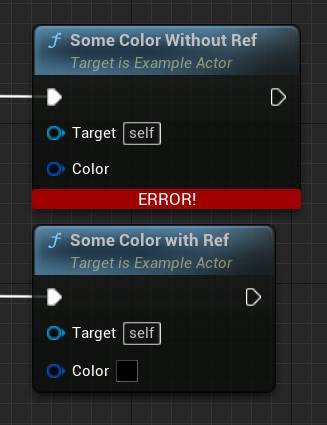 f Some Color Without Ref
Target is Example Actor
Target self
Color
ERROR!
f Some Color with Ref
Target is Example Actor
Target self
Color